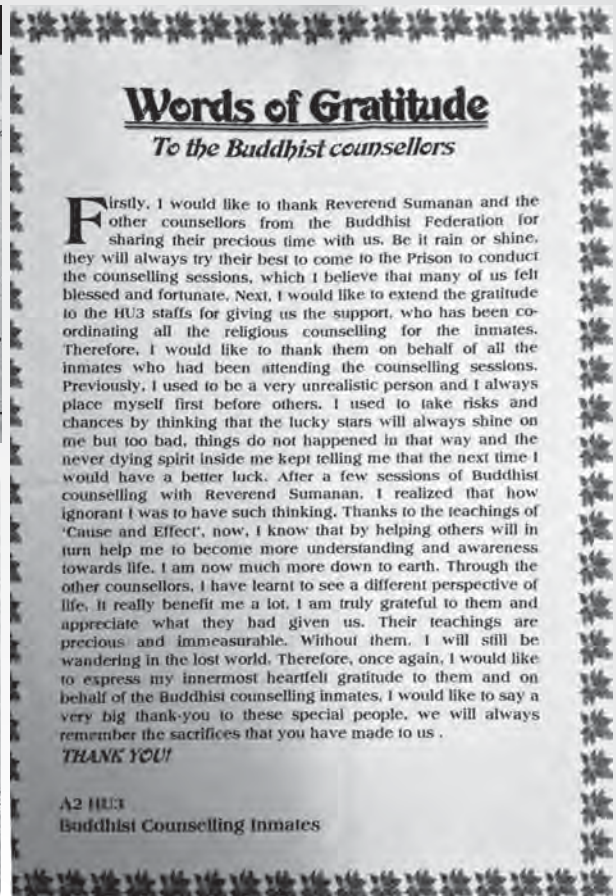 Words of Gratitude
To the Buddhist counsellors
Firstly, I would like to thank Reverend Sumanan and the
other counsellors from the Buddhist Federation for
sharing their precious time with us. Be it rain or shine,
they will always try their best to come to the Prison to conduct
the counselling sessions, which I believe that many of us felt
blessed and fortunate. Next, I would like to extend the gratitude
to the HU3 staffs for giving us the support, who has been co-
ordinating all the religious counselling for the inmates.
Therefore, I would like to thank them on behalf of all the
inmates who had been attending the counselling sessions.
Previously, I used to be a very unrealistic person and I always
place myself first before others. I used to take risks and
chances by thinking that the lucky stars will always shine on
me but too bad, things do not happened in that way and the
never dying spirit inside me kept telling me that the next time I
would have a better luck. After a few sessions of Buddhist
counselling with Reverend Sumanan, I realized that how
ignorant I was to have such thinking. Thanks to the teachings of
'Cause and Effect', now, I know that by helping others will in
turn help me to become more understanding and awareness
towards life. I am now much more down to earth. Through the
other counsellors, I have learnt to see a different perspective of
life, it really benefit me a lot. I am truly grateful to them and
appreciate what they had given us. Their teachings are
precious and immeasurable. Without them, I will still be
wandering in the lost world. Therefore, once again, I would like
to express my innermost heartfelt gratitude to them and on
behalf of the Buddhist counselling inmates, I would like to say a
very big thank-you to these special people, we will always
remember the sacrifices that you have made to us .
THANK YOU!
A2 HU3
Buddhist Counselling Inmates